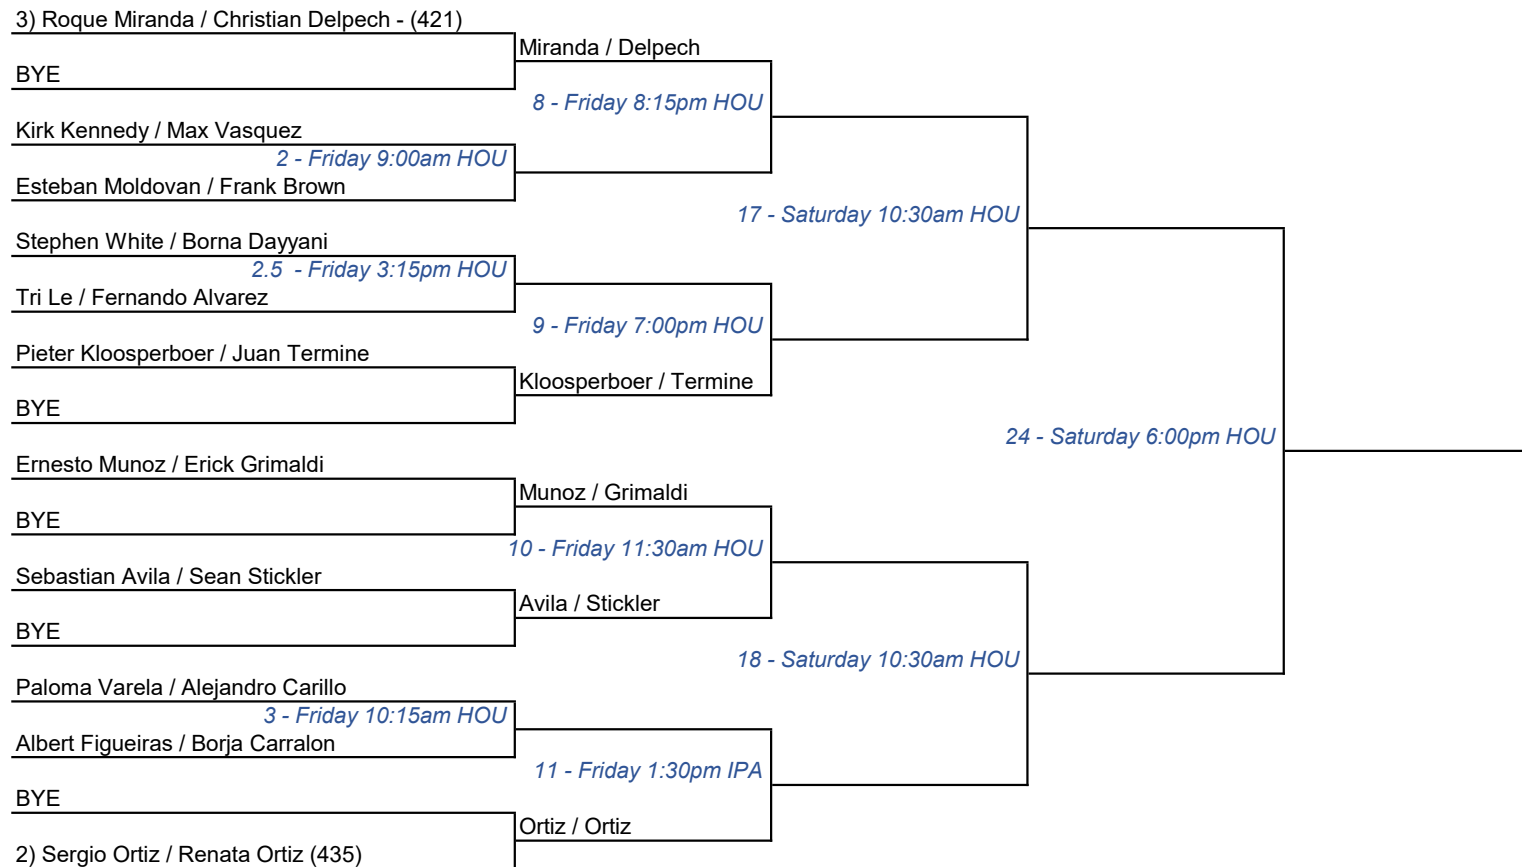 3) Roque Miranda / Christian Delpech - (421)
Miranda / Delpech
BYE
8 - Friday 8:15pm HOU
Kirk Kennedy / Max Vasquez
2 - Friday 9:00am HOU
Esteban Moldovan / Frank Brown
17 - Saturday 10:30am HOU
Stephen White / Borna Dayyani
2.5  - Friday 3:15pm HOU
Tri Le / Fernando Alvarez
9 - Friday 7:00pm HOU
Pieter Kloosperboer / Juan Termine
Kloosperboer / Termine
BYE
24 - Saturday 6:00pm HOU
Ernesto Munoz / Erick Grimaldi
Munoz / Grimaldi
BYE
10 - Friday 11:30am HOU
Sebastian Avila / Sean Stickler
Avila / Stickler
BYE
18 - Saturday 10:30am HOU
Paloma Varela / Alejandro Carillo
3 - Friday 10:15am HOU
Albert Figueiras / Borja Carralon
11 - Friday 1:30pm IPA
BYE
Ortiz / Ortiz
2) Sergio Ortiz / Renata Ortiz (435)